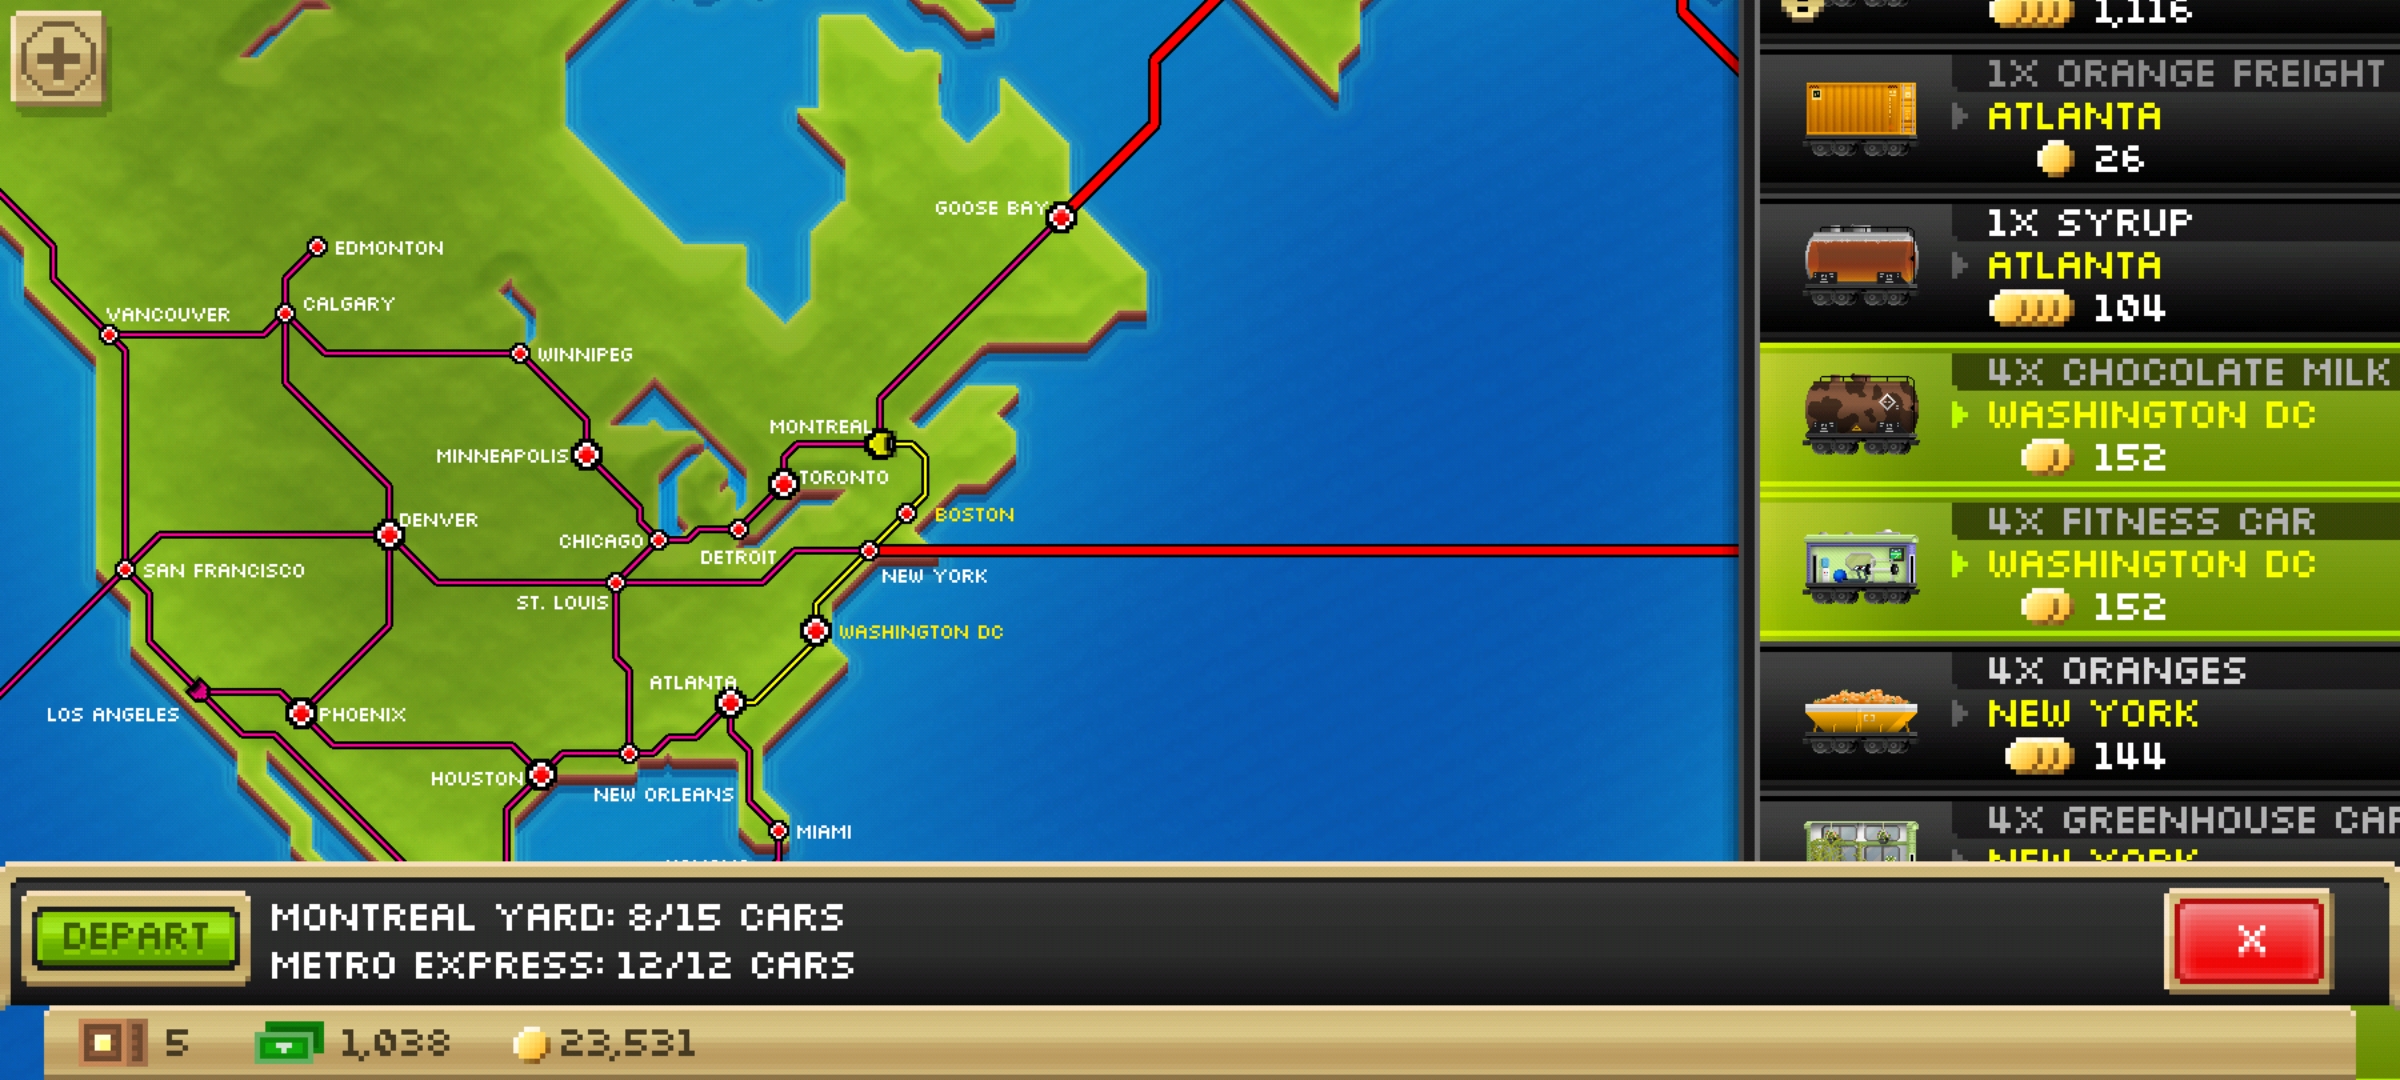 1,116
1X ORANGE FREIGHT
ATLANTA
26
1X SYRUP
ATLANTA
104
4X CHOCOLATE MILK
WASHINGTON DC
152
4X FITNESS CAR
WASHINGTON DC
152
4X ORANGES
NEW YORK
144
4X GREENHOUSE CAR
NEW YORK
GOOSE BAY
EDMONTON
CALGARY
VANCOUVER
WINNIPEG
MONTREAL
MINNEAPOLIS
TORONTO
BOSTON
DENVER
CHICAGO
DETROIT
SAN FRANCISCO
NEW YORK
ST. LOUIS
WASHINGTON DC
ATLANTA
LOS ANGELES
PHOENIX
HOUSTON
NEW ORLEANS
MIAMI
DEPART
MONTREAL YARD: 8/15 CARS
METRO EXPRESS: 12/12 CARS
X
5
1,038
23,531